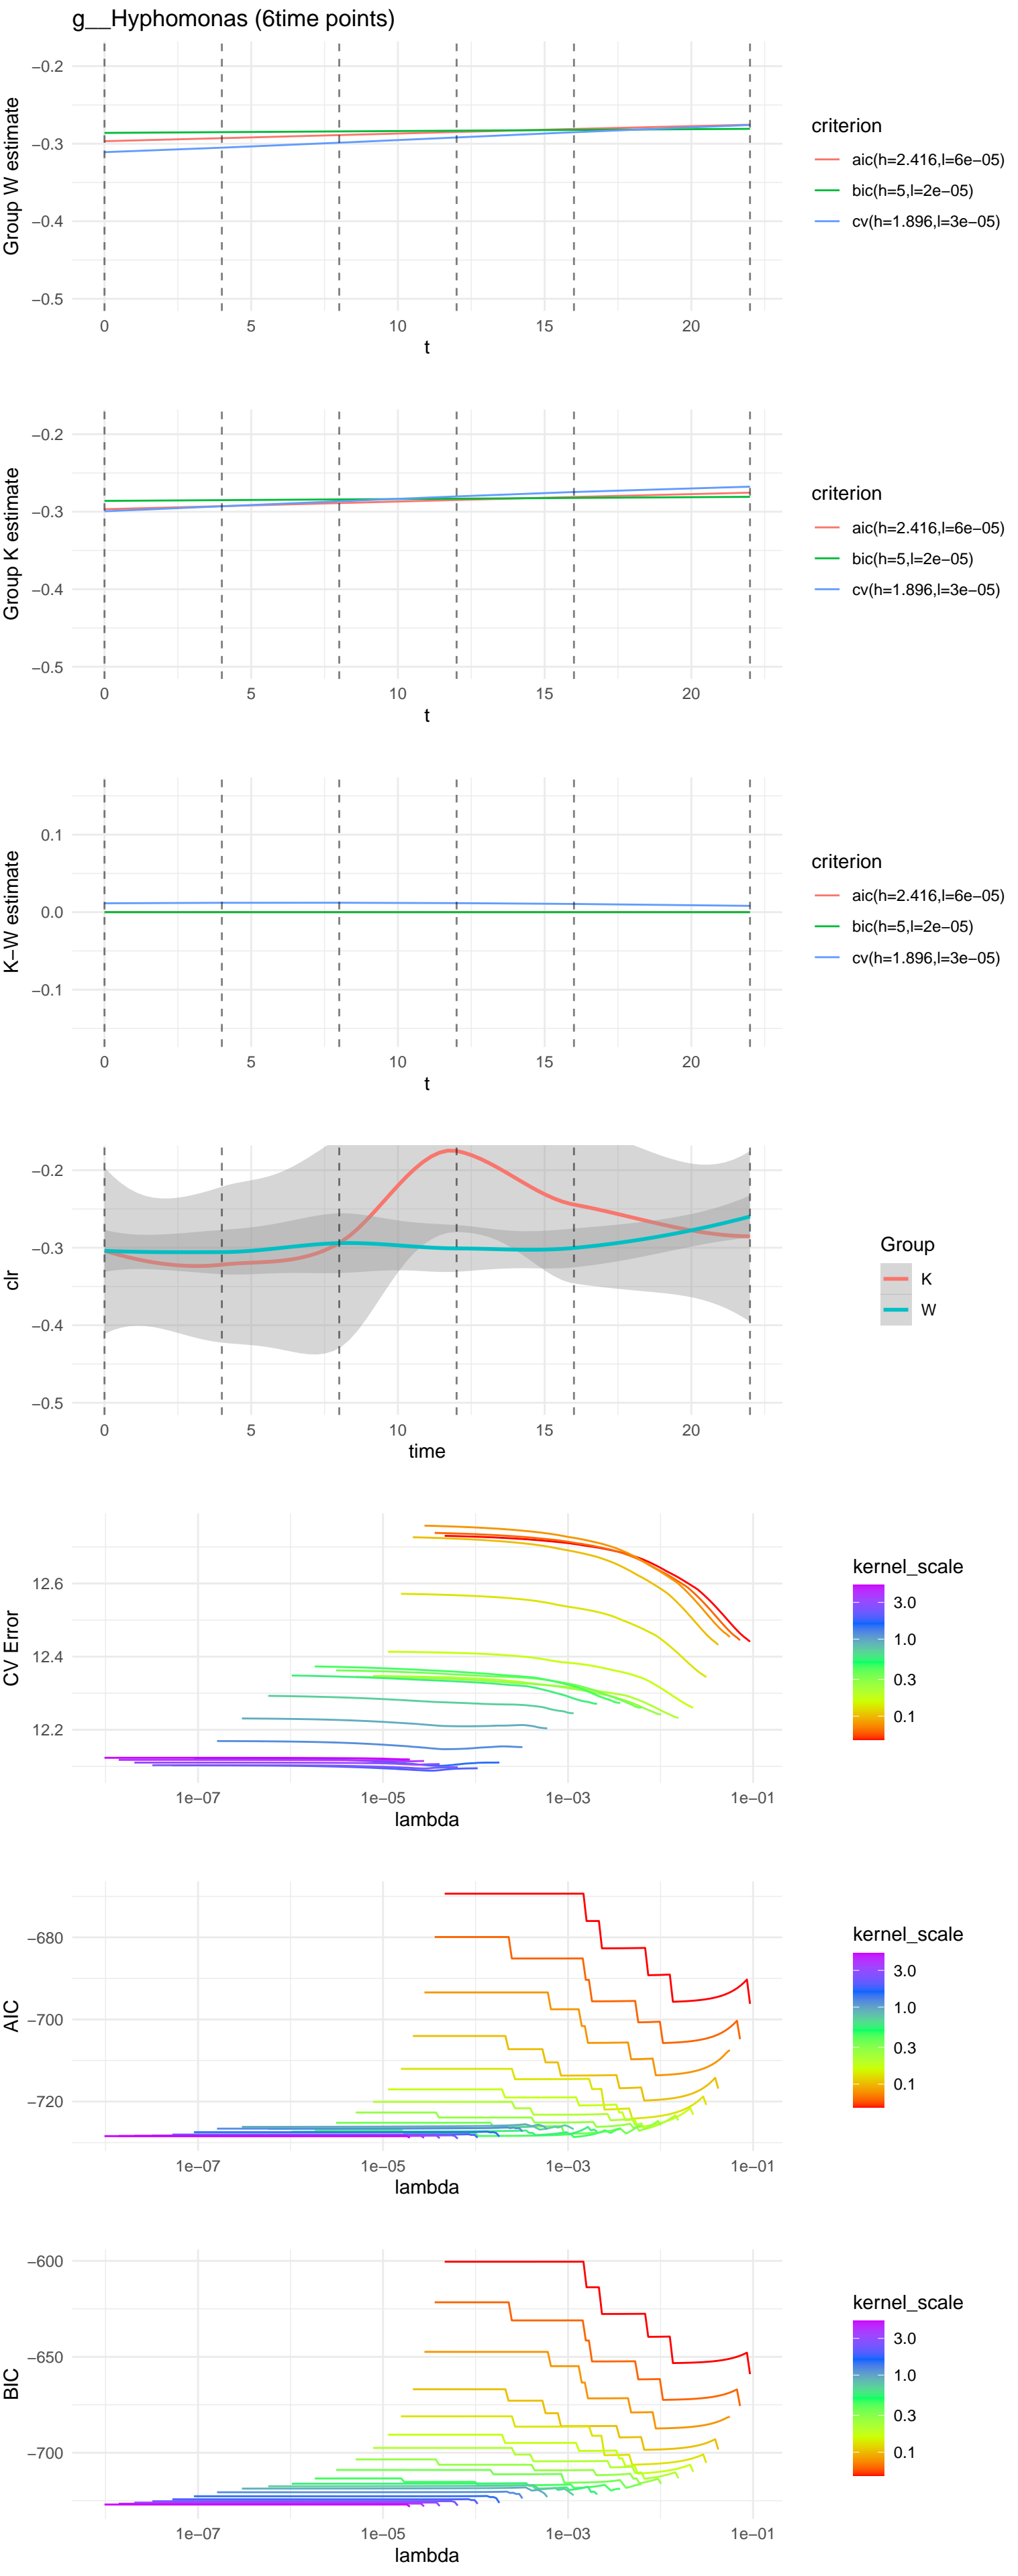 g__Hyphomonas (6time points)
Group W estimate
−0.2
−0.3
−0.4
−0.5
0 5 10 15 20
t
criterion
aic(h=2.416,l=6e−05)
bic(h=5,l=2e−05)
cv(h=1.896,l=3e−05)
Group K estimate
−0.2
−0.3
−0.4
−0.5
0 5 10 15 20
t
criterion
aic(h=2.416,l=6e−05)
bic(h=5,l=2e−05)
cv(h=1.896,l=3e−05)
K−W estimate
0.1
0.0
−0.1
0 5 10 15 20
t
criterion
aic(h=2.416,l=6e−05)
bic(h=5,l=2e−05)
cv(h=1.896,l=3e−05)
clr
−0.2
−0.3
−0.4
−0.5
0 5 10 15 20
time
Group
K
W
CV Error
12.6
12.4
12.2
1e−07 1e−05 1e−03 1e−01
lambda
kernel_scale
3.0
1.0
0.3
0.1
AIC
−680
−700
−720
1e−07 1e−05 1e−03 1e−01
lambda
kernel_scale
3.0
1.0
0.3
0.1
BIC
−600
−650
−700
1e−07 1e−05 1e−03 1e−01
lambda
kernel_scale
3.0
1.0
0.3
0.1